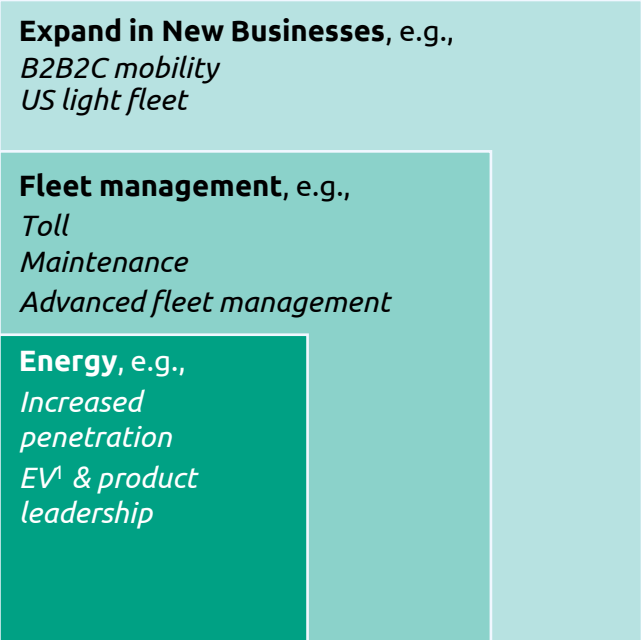 Expand in New Businesses, e.g.,
B2B2C mobility
US light fleet
Fleet management, e.g.,
Toll
Maintenance
Advanced fleet management
Energy, e.g.,
Increased
penetration
EV¹ & product
leadership